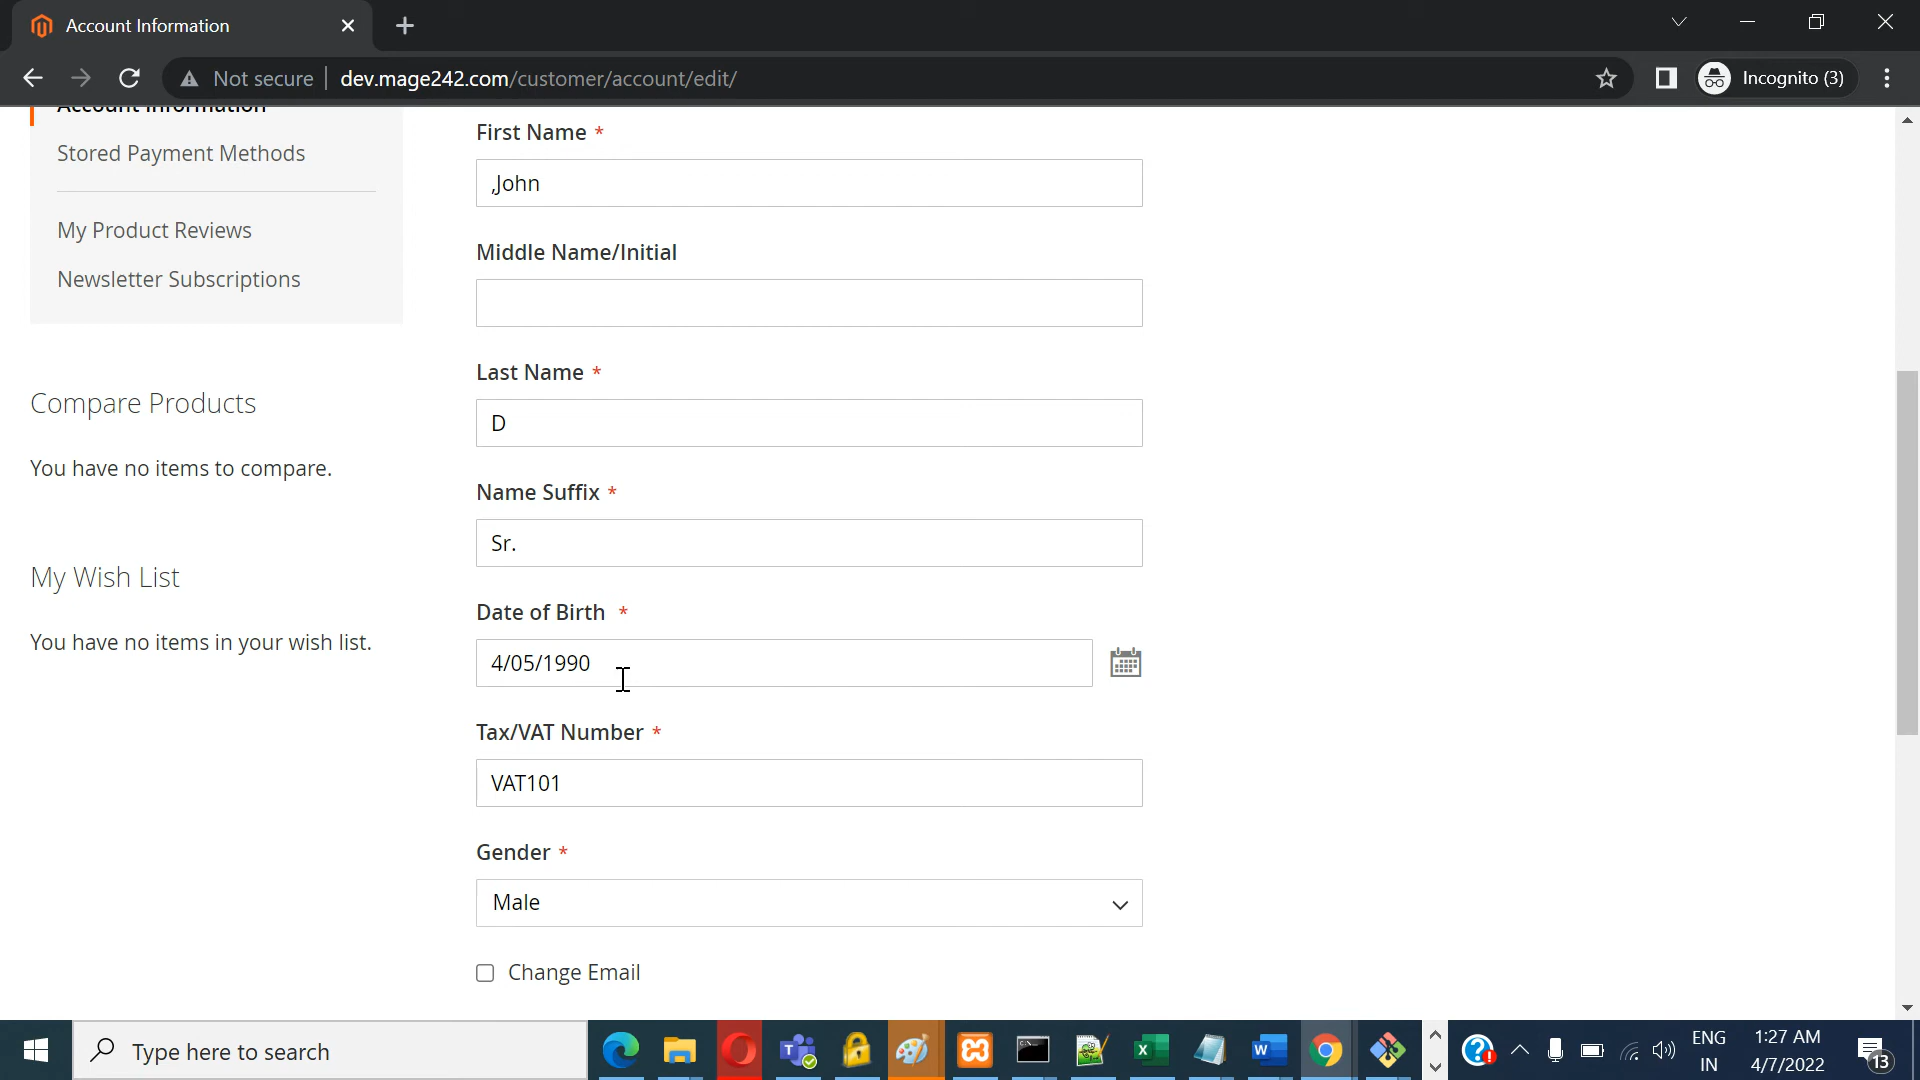 Account Information
Not secure
dev.mage242.com/customer/account/edit/
Incognito (3)
Account Information
Stored Payment Methods
My Product Reviews
Newsletter Subscriptions
Compare Products
You have no items to compare.
My Wish List
You have no items in your wish list.
First Name *
,John
Middle Name/Initial
Last Name *
D
Name Suffix *
Sr.
Date of Birth *
4/05/1990
Tax/VAT Number *
VAT101
Gender *
Male
Change Email
Type here to search
ENG
IN
1:27 AM
4/7/2022
13